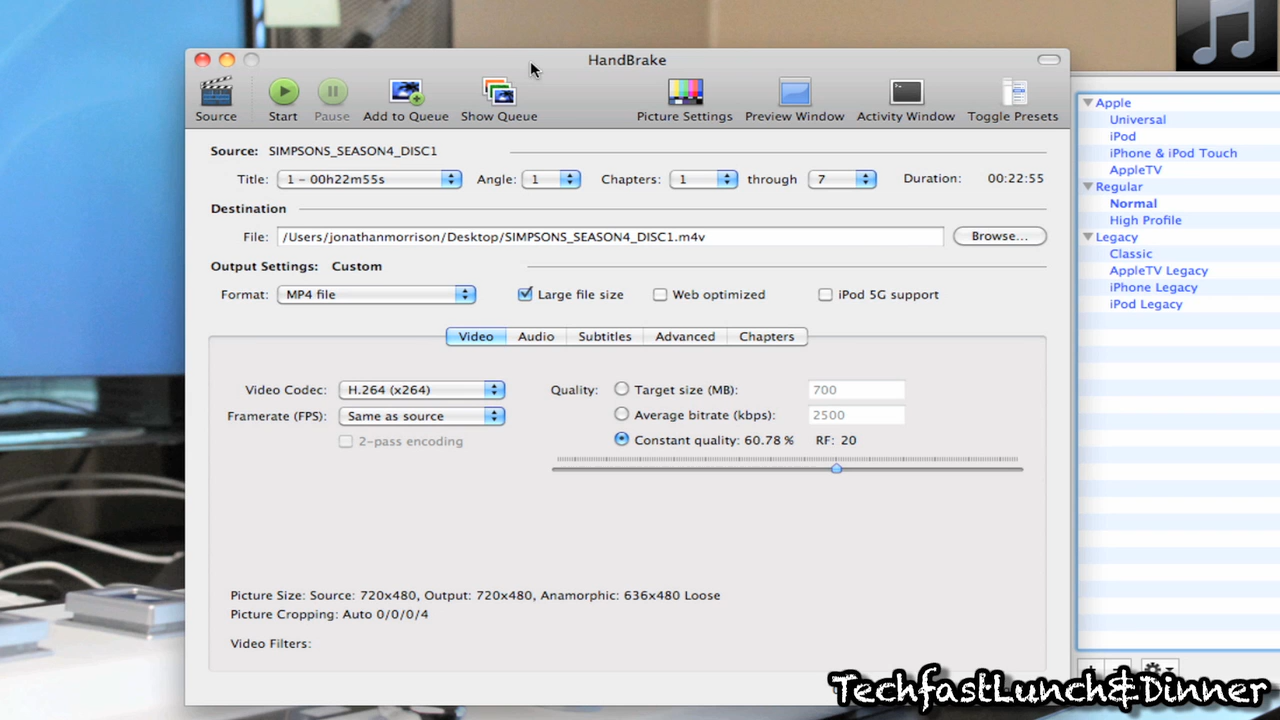 HandBrake
Source Start Pause Add to Queue Show Queue Picture Settings Preview Window Activity Window Toggle Presets
Source: SIMPSONS_SEASON4_DISC1
Title: 1 - 00h22m55s Angle: 1 Chapters: 1 through 7 Duration: 00:22:55
Destination
File: /Users/jonathanmorrison/Desktop/SIMPSONS_SEASON4_DISC1.m4v Browse...
Output Settings: Custom
Format: MP4 file Large file size Web optimized iPod 5G support
Video Audio Subtitles Advanced Chapters
Video Codec: H.264 (x264) Quality: Target size (MB): 700
Framerate (FPS): Same as source Average bitrate (kbps): 2500
2-pass encoding Constant quality: 60.78 % RF: 20
Picture Size: Source: 720x480, Output: 720x480, Anamorphic: 636x480 Loose
Picture Cropping: Auto 0/0/0/4
Video Filters:
Apple
Universal
iPod
iPhone & iPod Touch
AppleTV
Regular
Normal
High Profile
Legacy
Classic
AppleTV Legacy
iPhone Legacy
iPod Legacy
TechfastLunch&Dinner